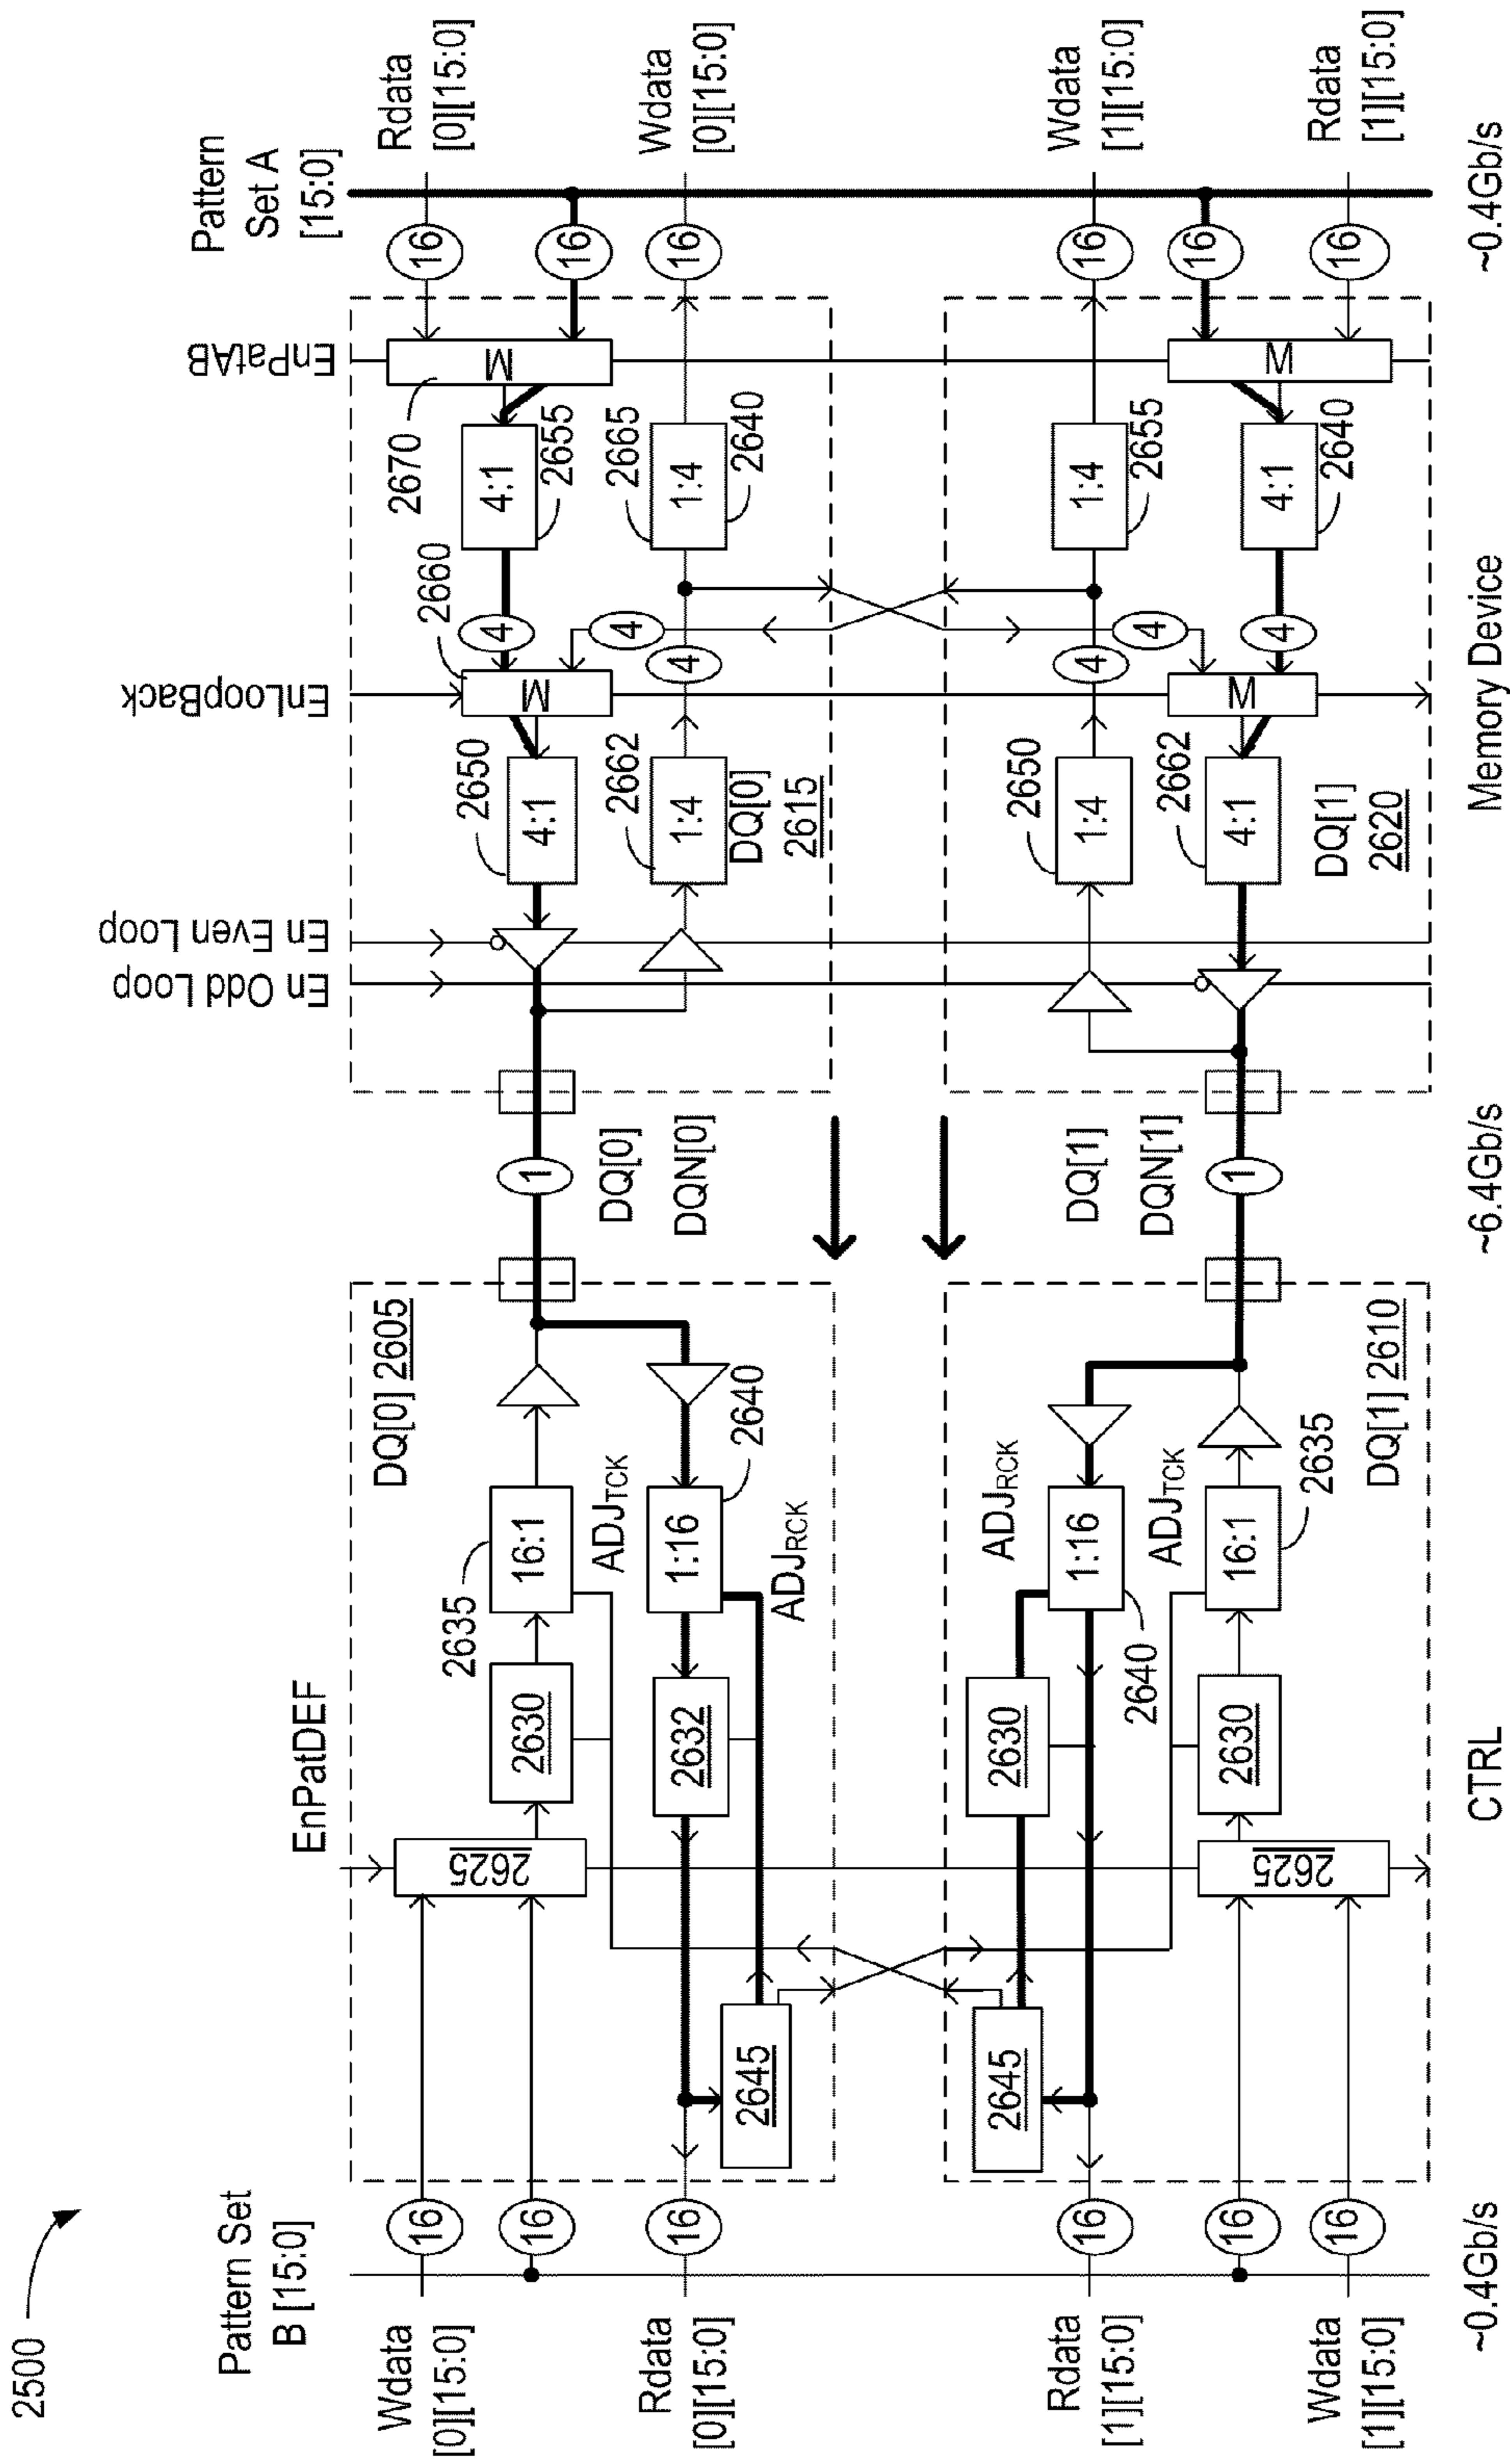 2500
Pattern Set
B [15:0]
EnPatDEF
En Odd Loop
En Even Loop
EnLoopBack
EnPatAB
Pattern
Set A
[15:0]
Wdata
[0][15:0]
16
16
2625
2630
2635
16:1
ADJTCK
DQ[0] 2605
1
2650
4:1
2660
M
4
4:1
2655
2670
M
16
Rdata
[0][15:0]
16
Rdata
[0][15:0]
16
2645
2632
1:16
2640
ADJRCK
DQ[0]
DQN[0]
2662
1:4
DQ[0]
2615
4
4
2665
1:4
2640
16
Wdata
[0][15:0]
Rdata
[1][15:0]
16
2645
2630
ADJRCK
1:16
2640
ADJTCK
DQ[1]
DQN[1]
2650
1:4
4
4
1:4
2655
16
Wdata
[1][15:0]
16
Wdata
[1][15:0]
16
2625
2630
16:1
2635
DQ[1] 2610
1
2662
4:1
DQ[1]
2620
M
4
4:1
2640
M
16
16
Rdata
[1][15:0]
~0.4Gb/s
CTRL
~6.4Gb/s
Memory Device
~0.4Gb/s